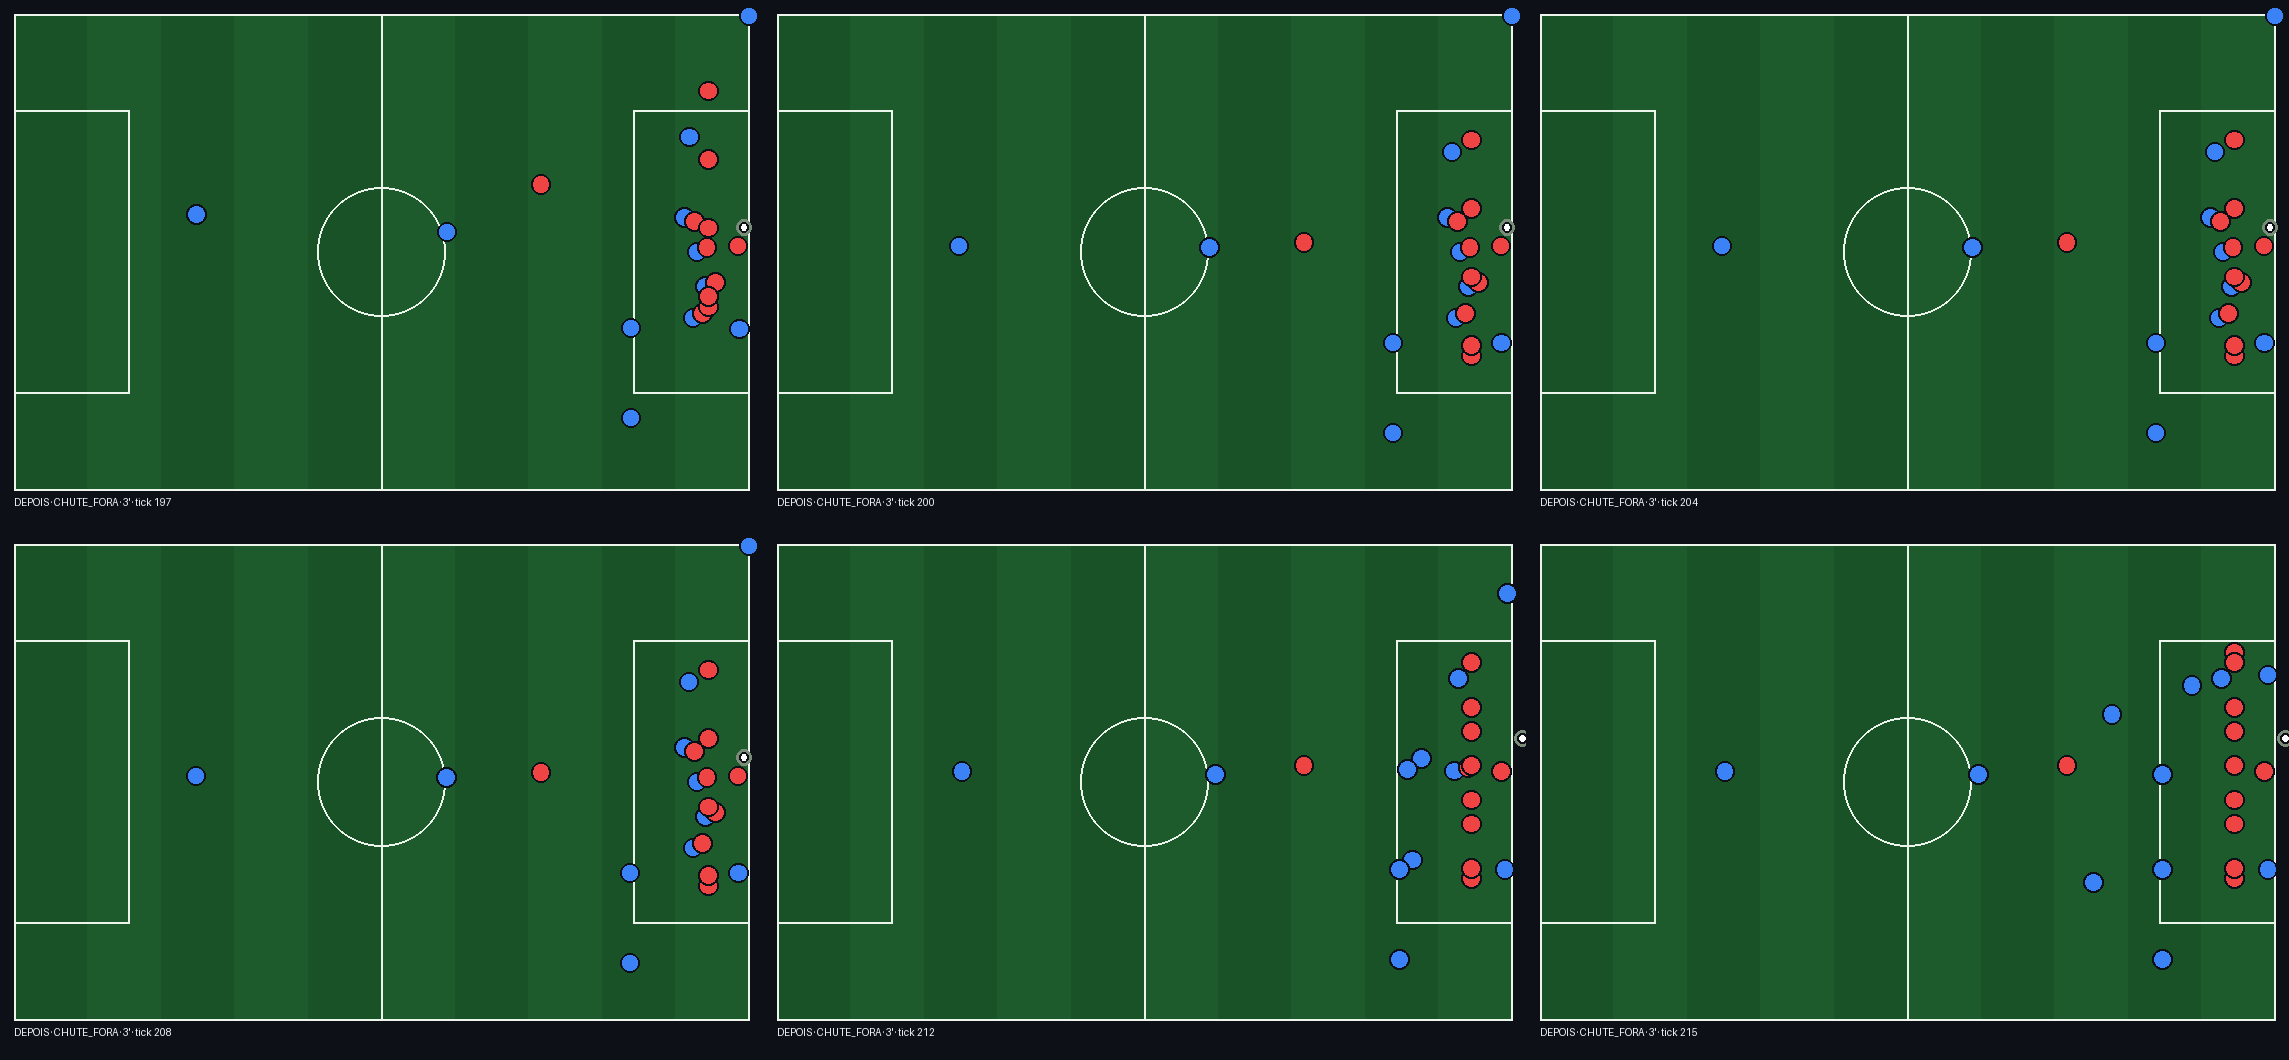 DEPOIS·CHUTE_FORA·3'·tick 197
DEPOIS·CHUTE_FORA·3'·tick 200
DEPOIS·CHUTE_FORA·3'·tick 204
DEPOIS·CHUTE_FORA·3'·tick 208
DEPOIS·CHUTE_FORA·3'·tick 212
DEPOIS·CHUTE_FORA·3'·tick 215